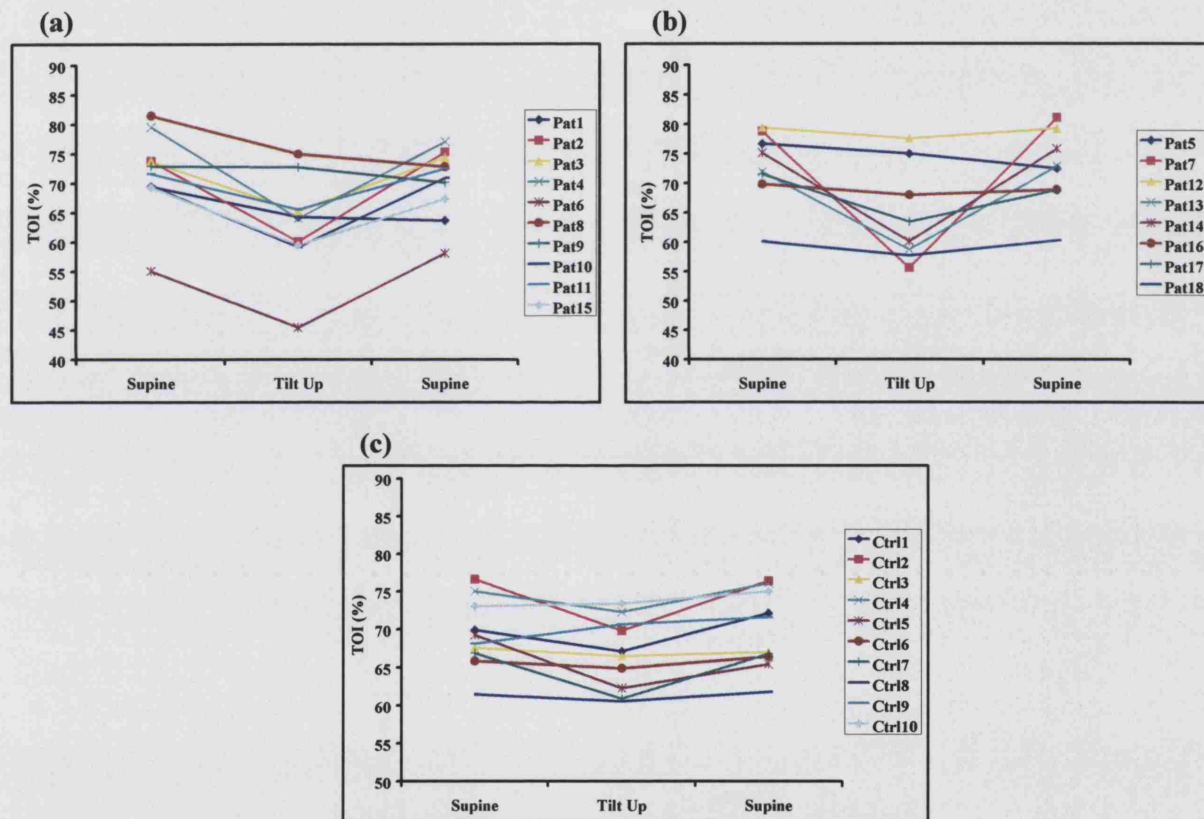 (a)
90
85
80
75
70
65
60
55
50
45
40
TOI (%)
Supine Tilt Up Supine
Pat1
Pat2
Pat3
Pat4
Pat6
Pat8
Pat9
Pat10
Pat11
Pat15
(b)
90
85
80
75
70
65
60
55
50
45
40
TOI (%)
Supine Tilt Up Supine
Pat5
Pat7
Pat12
Pat13
Pat14
Pat16
Pat17
Pat18
(c)
90
85
80
75
70
65
60
55
50
TOI (%)
Supine Tilt Up Supine
Ctrl1
Ctrl2
Ctrl3
Ctrl4
Ctrl5
Ctrl6
Ctrl7
Ctrl8
Ctrl9
Ctrl10